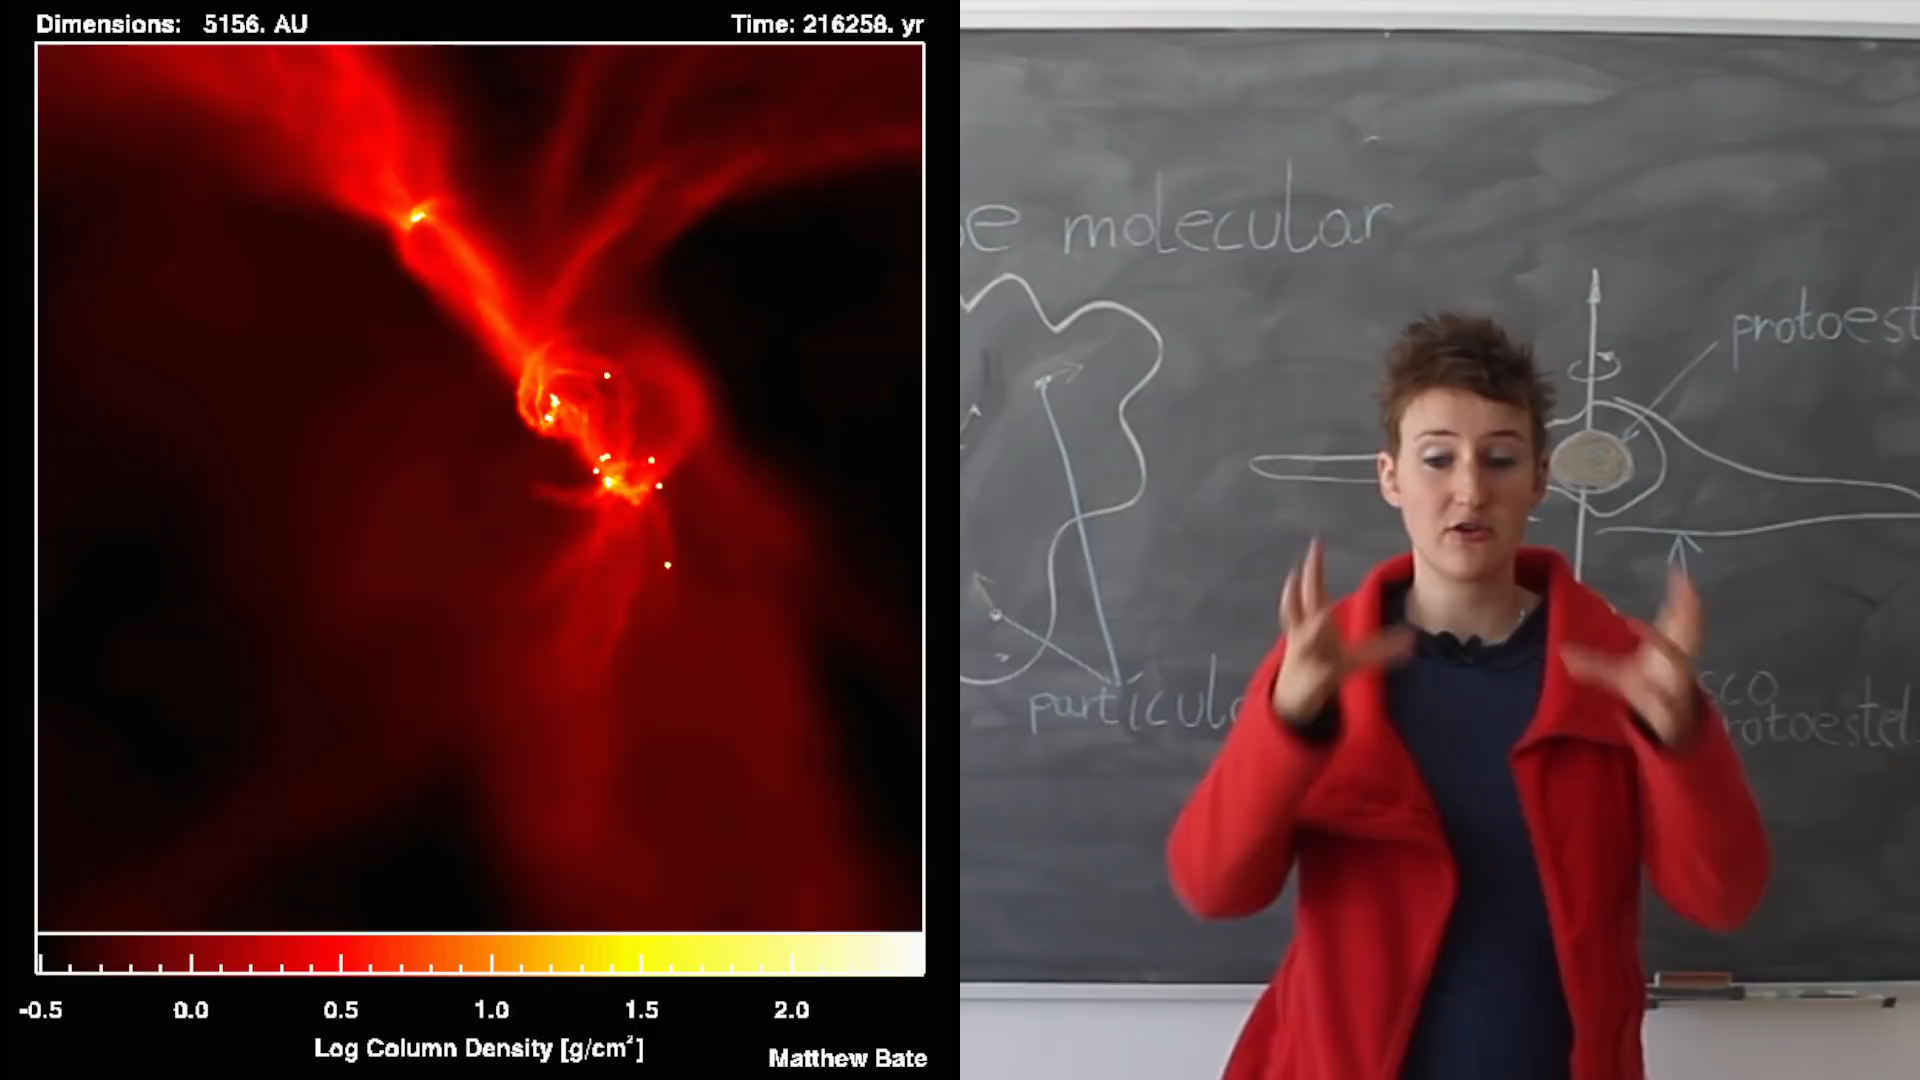 Dimensions: 5156. AU
Time: 216258. yr
-0.5 0.0 0.5 1.0 1.5 2.0
Log Column Density [g/cm²]
Matthew Bate
molecular
protoest
partícul